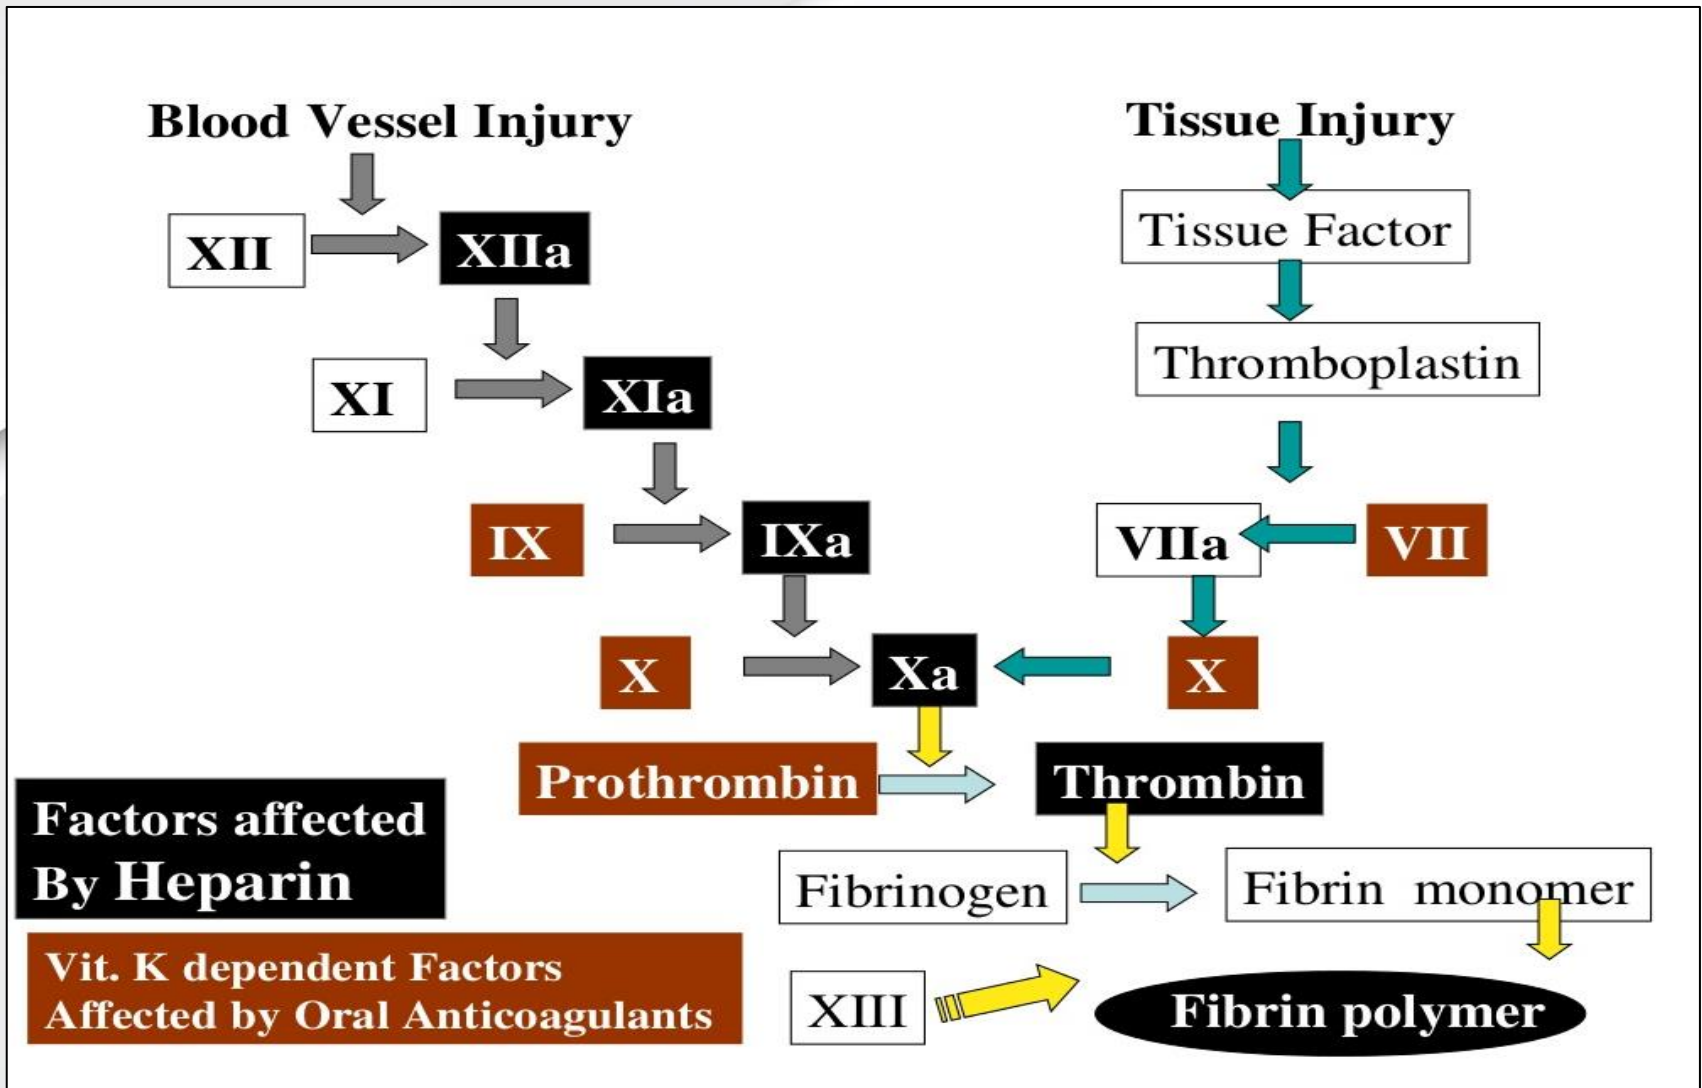 Blood Vessel Injury
Tissue Injury
Tissue Factor
XII
XIIa
Thromboplastin
XI
XIa
IX
IXa
VIIa
VII
X
Xa
X
Prothrombin
Thrombin
Factors affected
By Heparin
Fibrinogen
Fibrin monomer
Vit. K dependent Factors
Affected by Oral Anticoagulants
XIII
Fibrin polymer